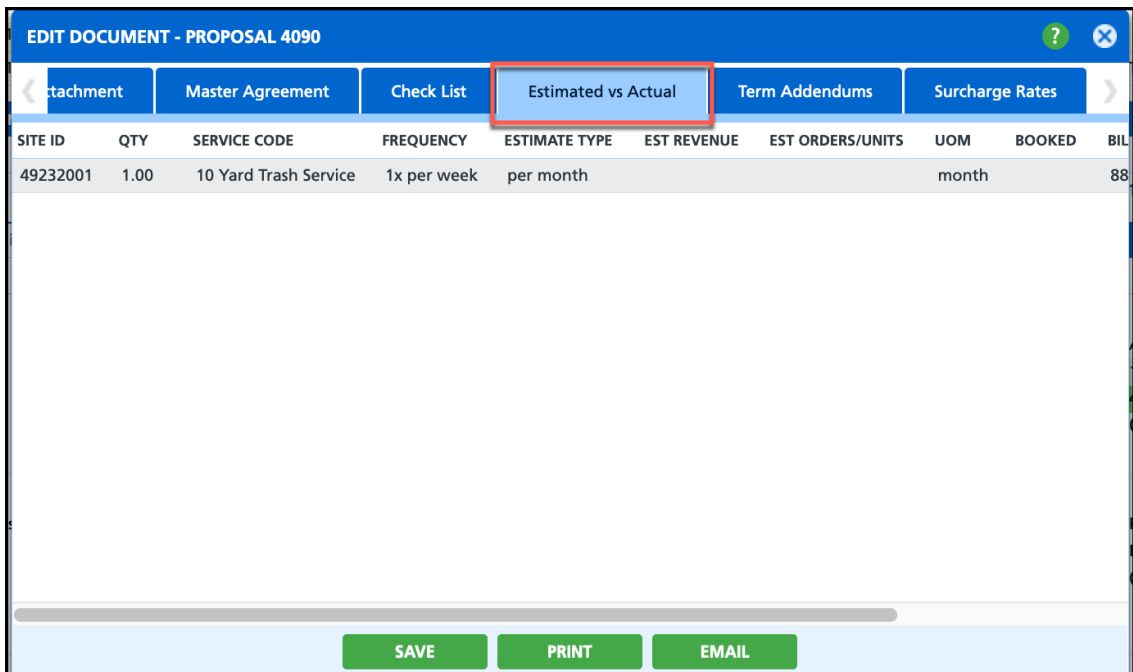 EDIT DOCUMENT - PROPOSAL 4090 ?
ttachment Master Agreement Check List Estimated vs Actual Term Addendums Surcharge Rates
SITE ID QTY SERVICE CODE FREQUENCY ESTIMATE TYPE EST REVENUE EST ORDERS/UNITS UOM BOOKED BIL
49232001 1.00 10 Yard Trash Service 1x per week per month month 88
SAVE PRINT EMAIL